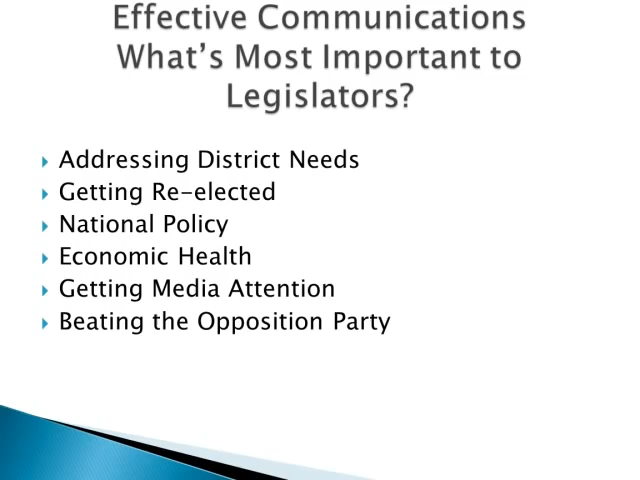 Effective Communications
What’s Most Important to
Legislators?
Addressing District Needs
Getting Re-elected
National Policy
Economic Health
Getting Media Attention
Beating the Opposition Party